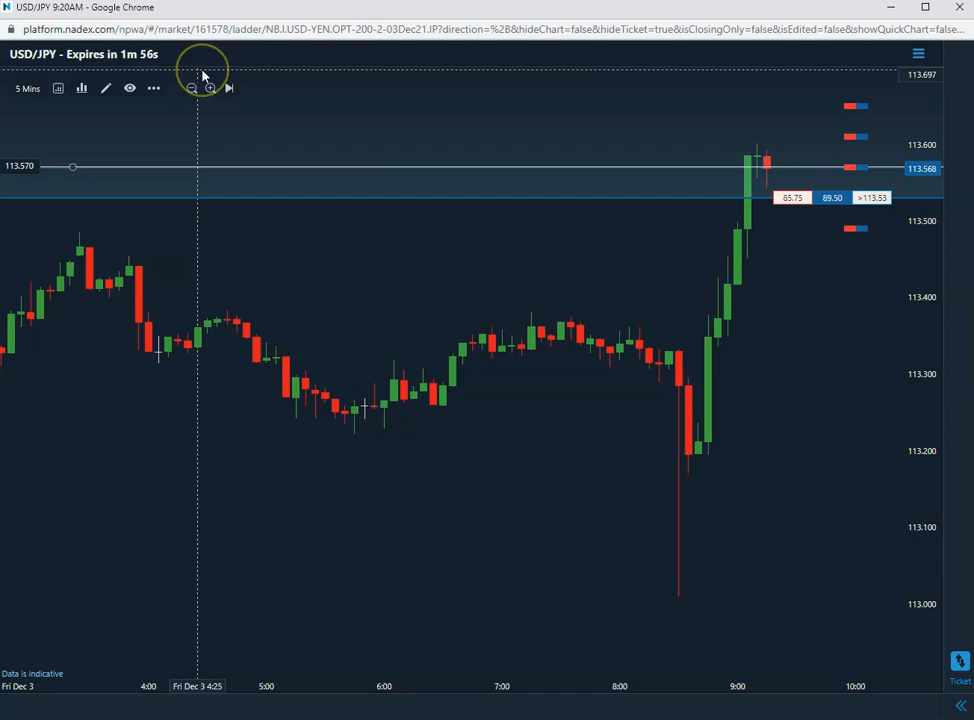 USD/JPY 9:20AM - Google Chrome
platform.nadex.com/npwa/#/market/161578/ladder/NB.I.USD-YEN.OPT-200-2-03Dec21.IP?direction=%2B&hideChart=false&hideTicket=true&isClosingOnly=false&isEdited=false&showQuickChart=false...
USD/JPY - Expires in 1m 56s
113.697
5 Mins
113.600
113.570
113.568
85.75 89.50 >113.53
113.500
113.400
113.300
113.200
113.100
113.000
Data is indicative
Ticket
Fri Dec 3 4:00 Fri Dec 3 4:25 5:00 6:00 7:00 8:00 9:00 10:00